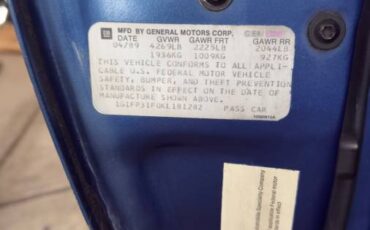 GM MFD BY GENERAL MOTORS CORP.
DATE GVWR GAWR FRT GAWR RR
04/89 4269LB 2225LB 2044LB
1936KG 1009KG 927KG
THIS VEHICLE CONFORMS TO ALL APPLI-
CABLE U.S. FEDERAL MOTOR VEHICLE
SAFETY, BUMPER, AND THEFT PREVENTION
STANDARDS IN EFFECT ON THE DATE OF
MANUFACTURE SHOWN ABOVE.
PASS CAR